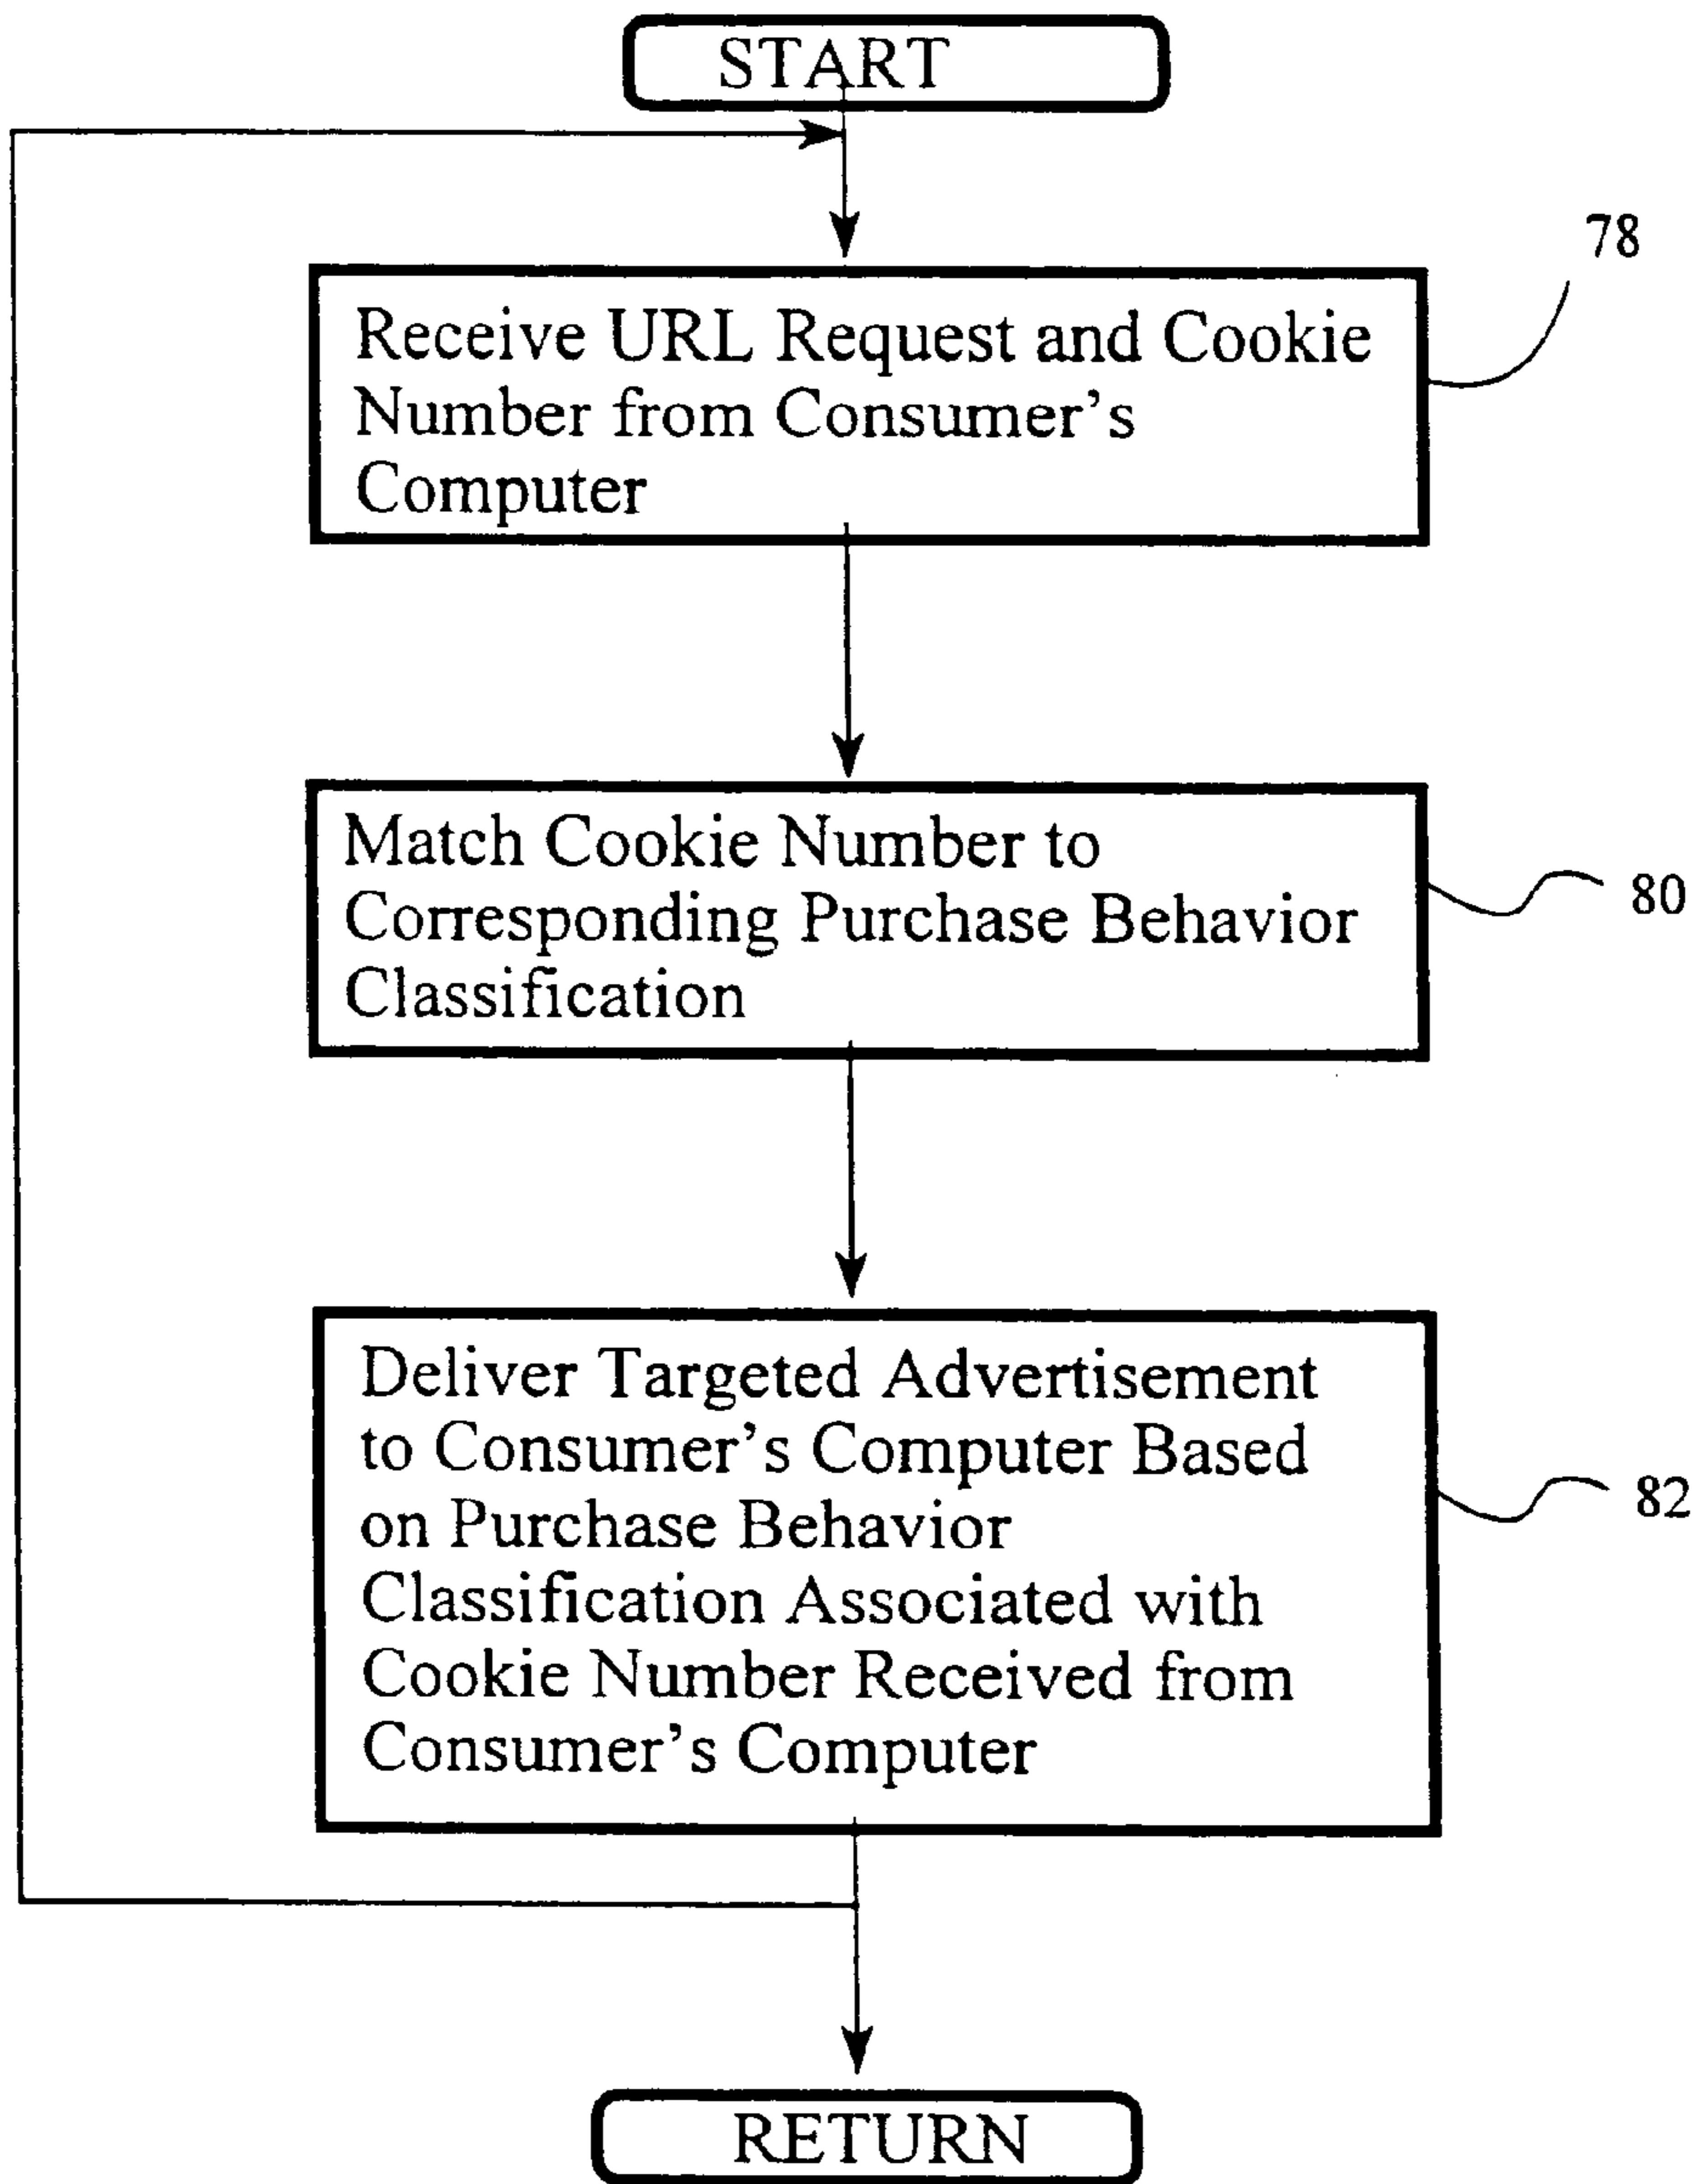 START
78
Receive URL Request and Cookie
Number from Consumer's
Computer
Match Cookie Number to
Corresponding Purchase Behavior
Classification
80
Deliver Targeted Advertisement
to Consumer's Computer Based
on Purchase Behavior
Classification Associated with
Cookie Number Received from
Consumer's Computer
82
RETURN